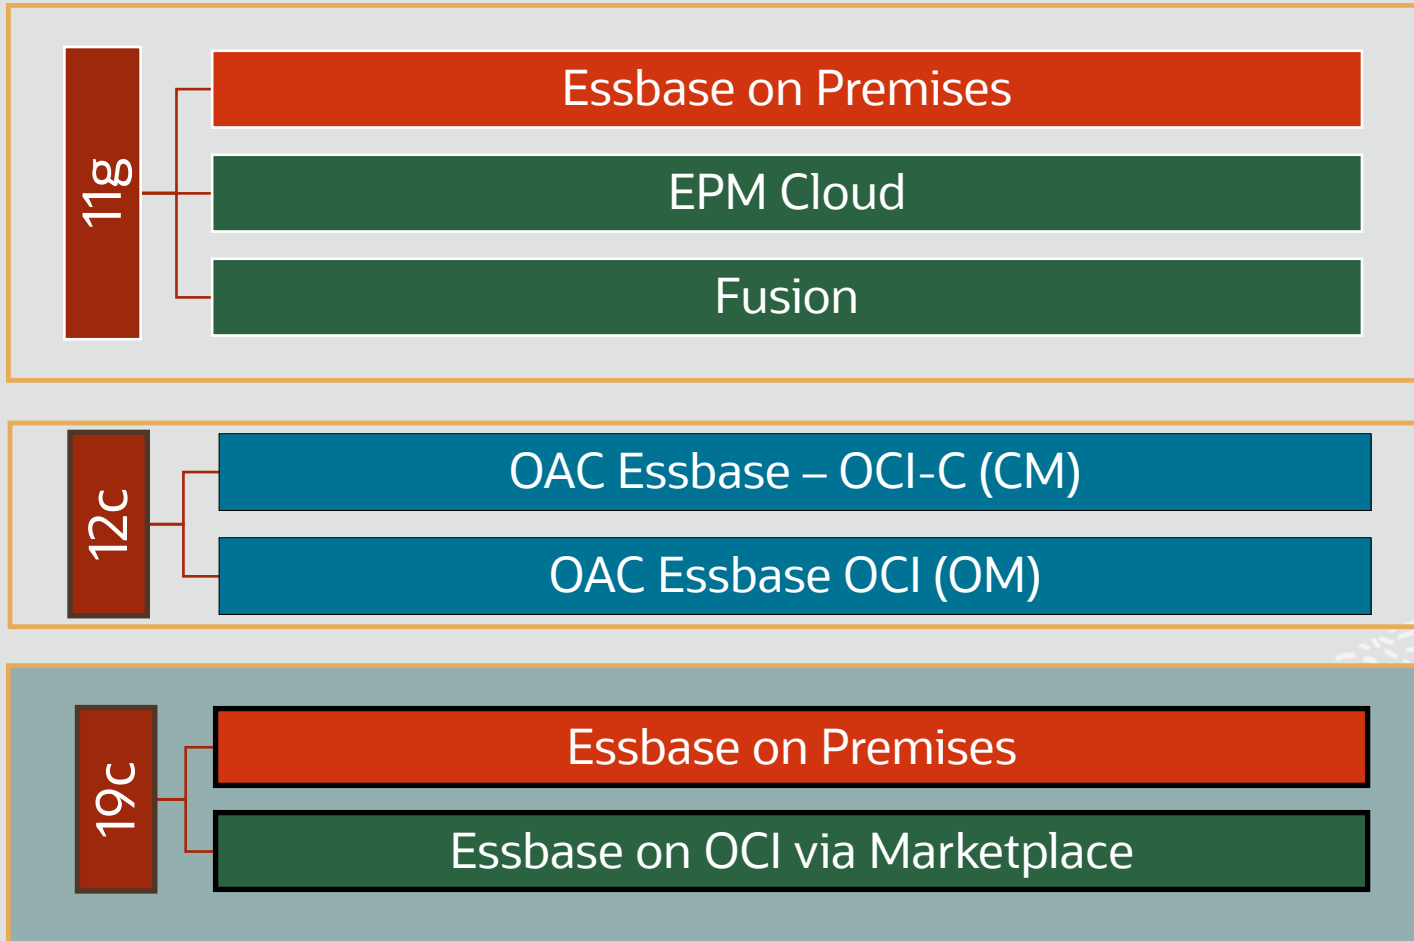 11g
Essbase on Premises
EPM Cloud
Fusion
12c
OAC Essbase – OCI-C (CM)
OAC Essbase OCI (OM)
19c
Essbase on Premises
Essbase on OCI via Marketplace